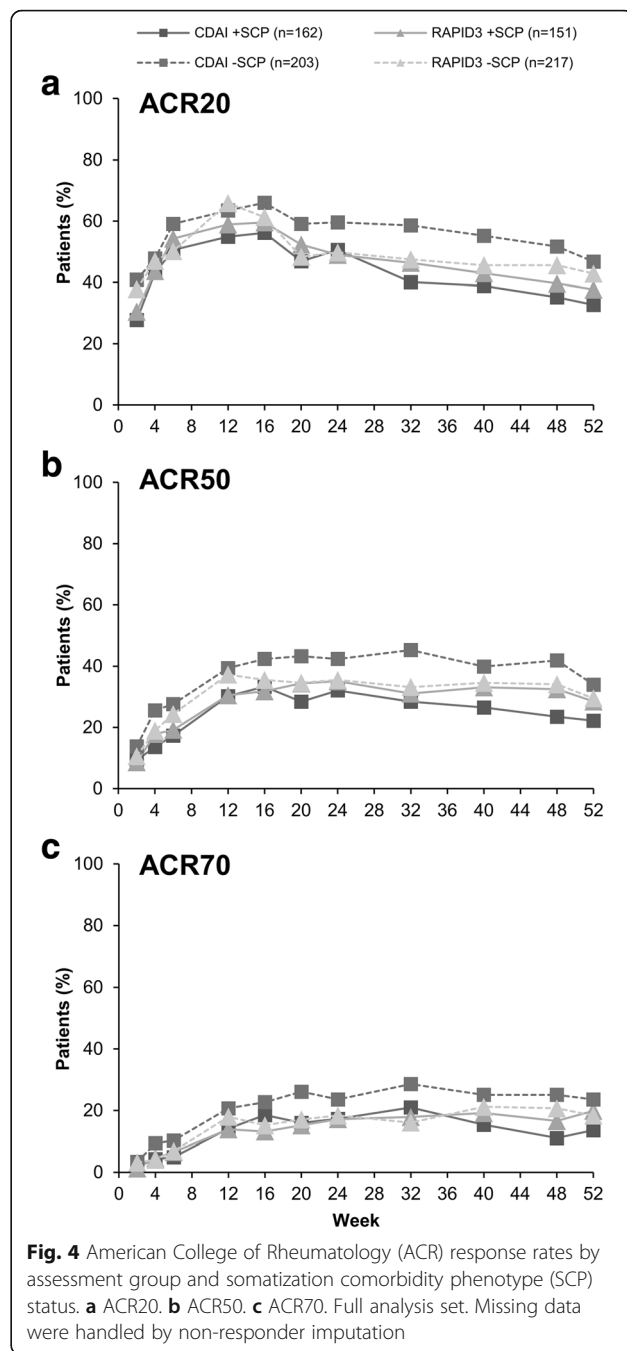 CDAI +SCP (n=162) RAPID3 +SCP (n=151)
CDAI -SCP (n=203) RAPID3 -SCP (n=217)
a ACR20
Patients (%)
100
80
60
40
20
0
0 4 8 12 16 20 24 28 32 36 40 44 48 52
b ACR50
Patients (%)
100
80
60
40
20
0
0 4 8 12 16 20 24 28 32 36 40 44 48 52
c ACR70
Patients (%)
100
80
60
40
20
0
0 4 8 12 16 20 24 28 32 36 40 44 48 52
Week
Fig. 4 American College of Rheumatology (ACR) response rates by
assessment group and somatization comorbidity phenotype (SCP)
status. a ACR20. b ACR50. c ACR70. Full analysis set. Missing data
were handled by non-responder imputation